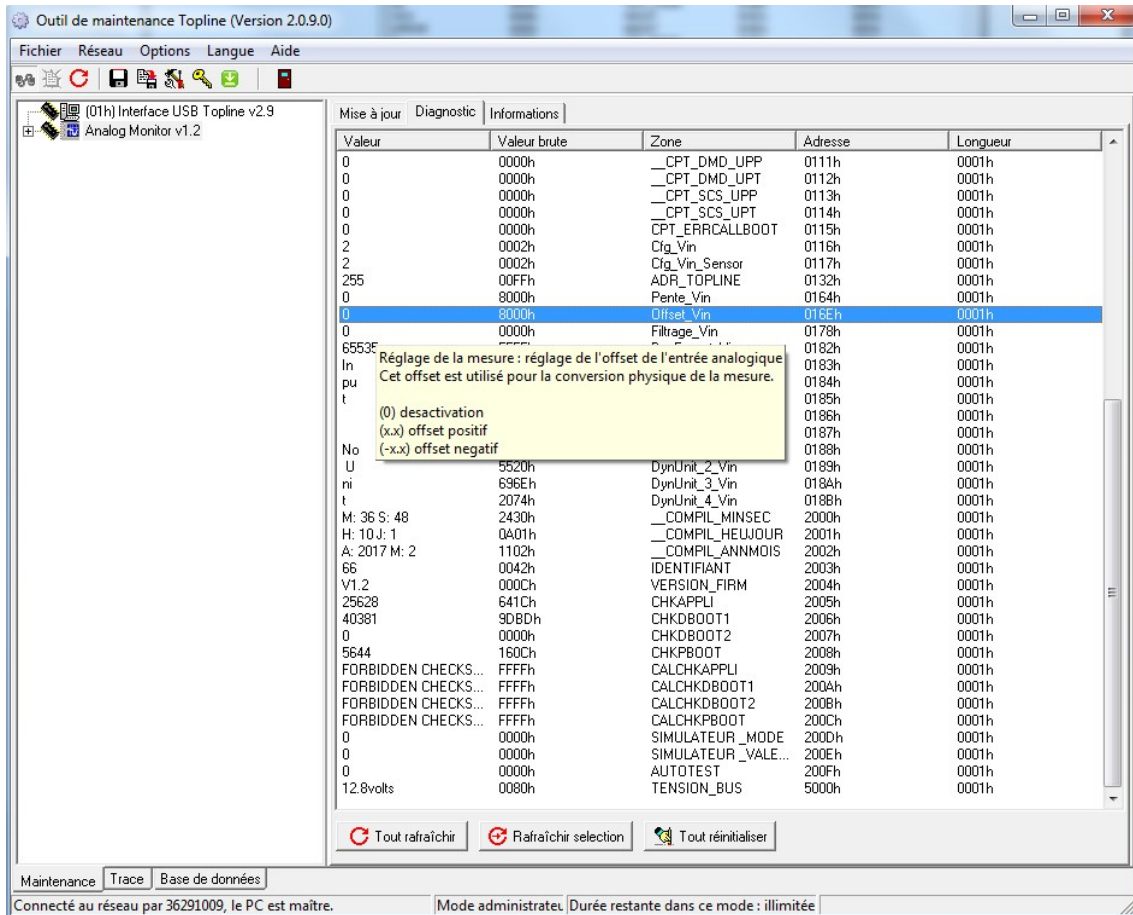 Outil de maintenance Topline (Version 2.0.9.0)
Fichier Réseau Options Langue Aide
(01h) Interface USB Topline v2.9
Analog Monitor v1.2
Mise à jour Diagnostic Informations
Valeur Valeur brute Zone Adresse Longueur
0 0000h __CPT_DMD_UPP 0111h 0001h
0 0000h __CPT_DMD_UPT 0112h 0001h
0 0000h __CPT_SCS_UPP 0113h 0001h
0 0000h __CPT_SCS_UPT 0114h 0001h
0 0000h CPT_ERRCALLBOOT 0115h 0001h
2 0002h Cfg_Vin 0116h 0001h
2 0002h Cfg_Vin_Sensor 0117h 0001h
255 00FFh ADR_TOPLINE 0132h 0001h
0 8000h Pente_Vin 0164h 0001h
0 8000h Offset_Vin 016Eh 0001h
0 0000h Filtrage_Vin 0178h 0001h
65535 0182h 0001h
In 0183h 0001h
pu 0184h 0001h
t 0185h 0001h
0186h 0001h
0187h 0001h
No 0188h 0001h
Réglage de la mesure : réglage de l'offset de l'entrée analogique
Cet offset est utilisé pour la conversion physique de la mesure.
(0) desactivation
(x.x) offset positif
(-x.x) offset negatif
U 5520h DynUnit_2_Vin 0189h 0001h
ni 696Eh DynUnit_3_Vin 018Ah 0001h
t 2074h DynUnit_4_Vin 018Bh 0001h
M: 36 S: 48 2430h __COMPIL_MINSEC 2000h 0001h
H: 10 J: 1 0A01h __COMPIL_HEUJOUR 2001h 0001h
A: 2017 M: 2 1102h __COMPIL_ANNMOIS 2002h 0001h
66 0042h IDENTIFIANT 2003h 0001h
V1.2 000Ch VERSION_FIRM 2004h 0001h
25628 641Ch CHKAPPLI 2005h 0001h
40381 9DBDh CHKDBOOT1 2006h 0001h
0 0000h CHKDBOOT2 2007h 0001h
5644 160Ch CHKPBOOT 2008h 0001h
FORBIDDEN CHECKS... FFFFh CALCHKAPPLI 2009h 0001h
FORBIDDEN CHECKS... FFFFh CALCHKDBOOT1 200Ah 0001h
FORBIDDEN CHECKS... FFFFh CALCHKDBOOT2 200Bh 0001h
FORBIDDEN CHECKS... FFFFh CALCHKPBOOT 200Ch 0001h
0 0000h SIMULATEUR_MODE 200Dh 0001h
0 0000h SIMULATEUR_VALE... 200Eh 0001h
0 0000h AUTOTEST 200Fh 0001h
12.8volts 0080h TENSION_BUS 5000h 0001h
Tout rafraîchir Rafraîchir selection Tout réinitialiser
Maintenance Trace Base de données
Connecté au réseau par 36291009, le PC est maître. Mode administrateu Durée restante dans ce mode : illimitée